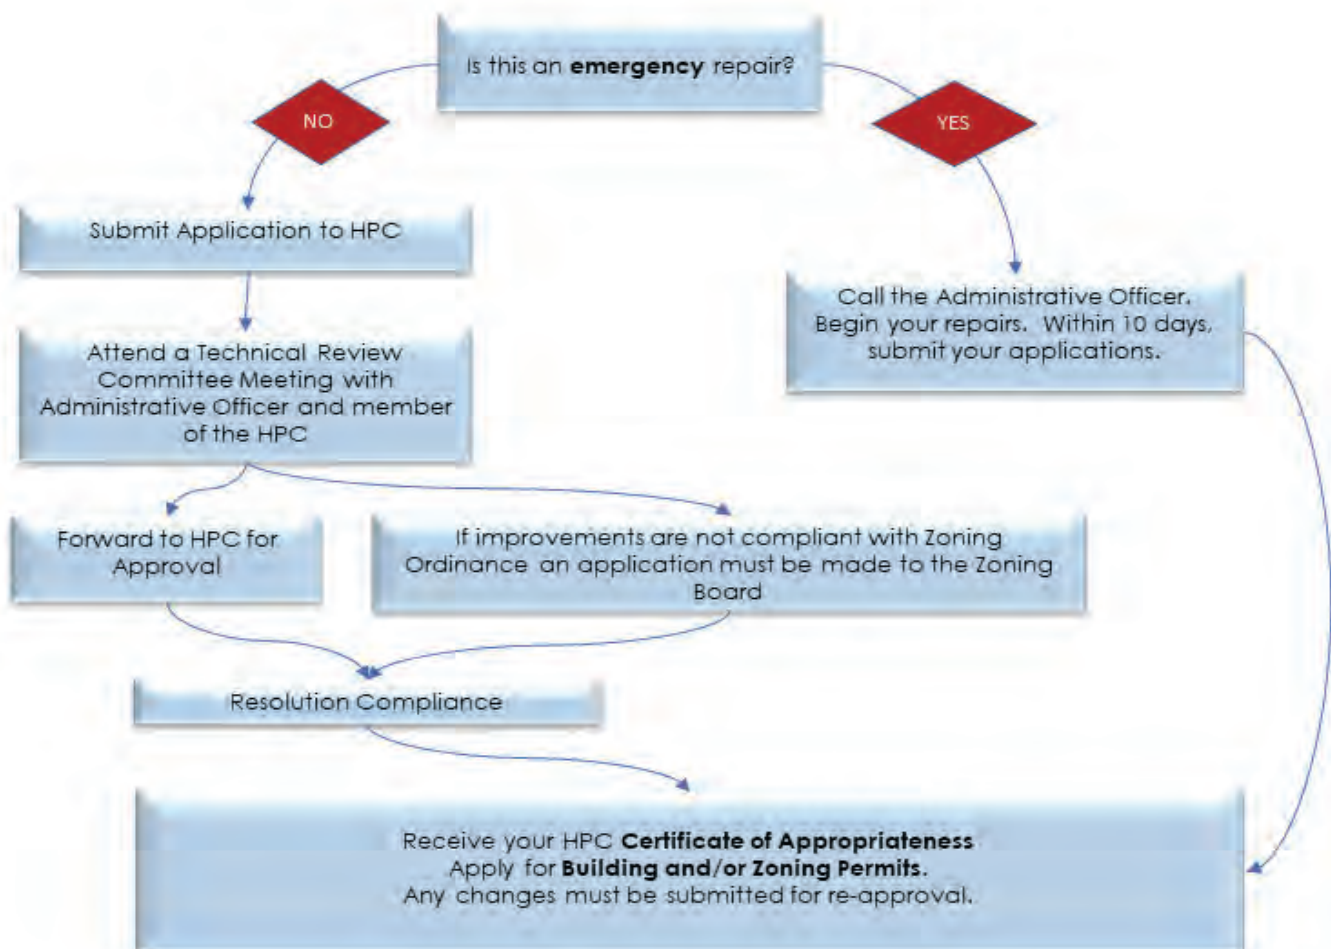 Is this an emergency repair?
NO
YES
Submit Application to HPC
Call the Administrative Officer.
Begin your repairs. Within 10 days,
submit your applications.
Attend a Technical Review
Committee Meeting with
Administrative Officer and member
of the HPC
Forward to HPC for
Approval
If improvements are not compliant with Zoning
Ordinance an application must be made to the Zoning
Board
Resolution Compliance
Receive your HPC Certificate of Appropriateness
Apply for Building and/or Zoning Permits.
Any changes must be submitted for re-approval.